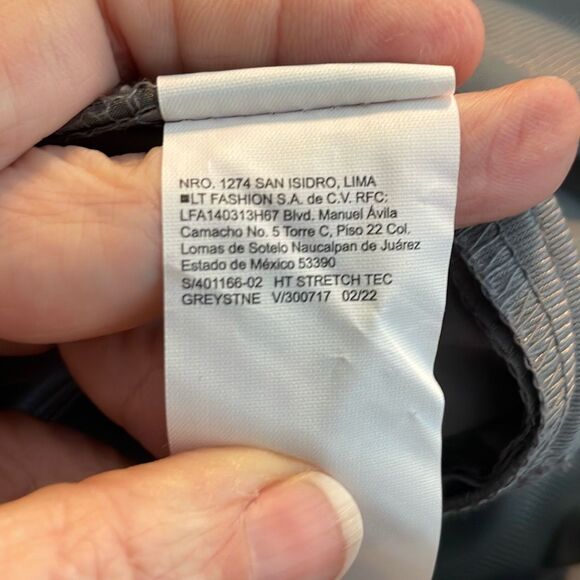 NRO. 1274 SAN ISIDRO, LIMA
■LT FASHION S.A. de C.V. RFC:
LFA140313H67 Blvd. Manuel Ávila
Camacho No. 5 Torre C, Piso 22 Col.
Lomas de Sotelo Naucalpan de Juárez
Estado de México 53390
S/401166-02 HT STRETCH TEC
GREYSTNE V/300717 02/22